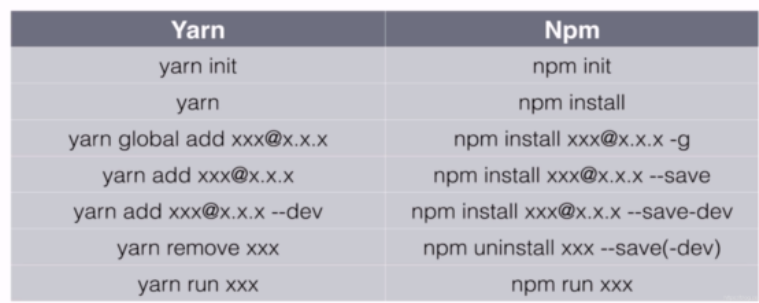 Yarn Npm
yarn init npm init
yarn npm install
yarn global add xxx@x.x.x npm install xxx@x.x.x -g
yarn add xxx@x.x.x npm install xxx@x.x.x --save
yarn add xxx@x.x.x --dev npm install xxx@x.x.x --save-dev
yarn remove xxx npm uninstall xxx --save(-dev)
yarn run xxx npm run xxx